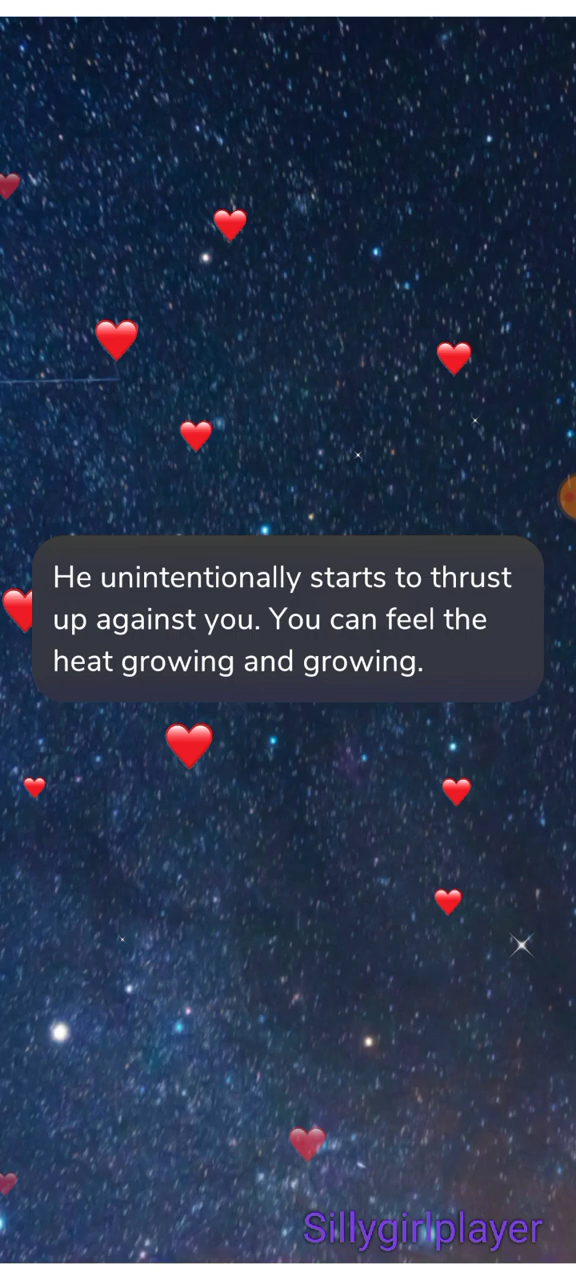 He unintentionally starts to thrust
up against you. You can feel the
heat growing and growing.
Sillygirlplayer